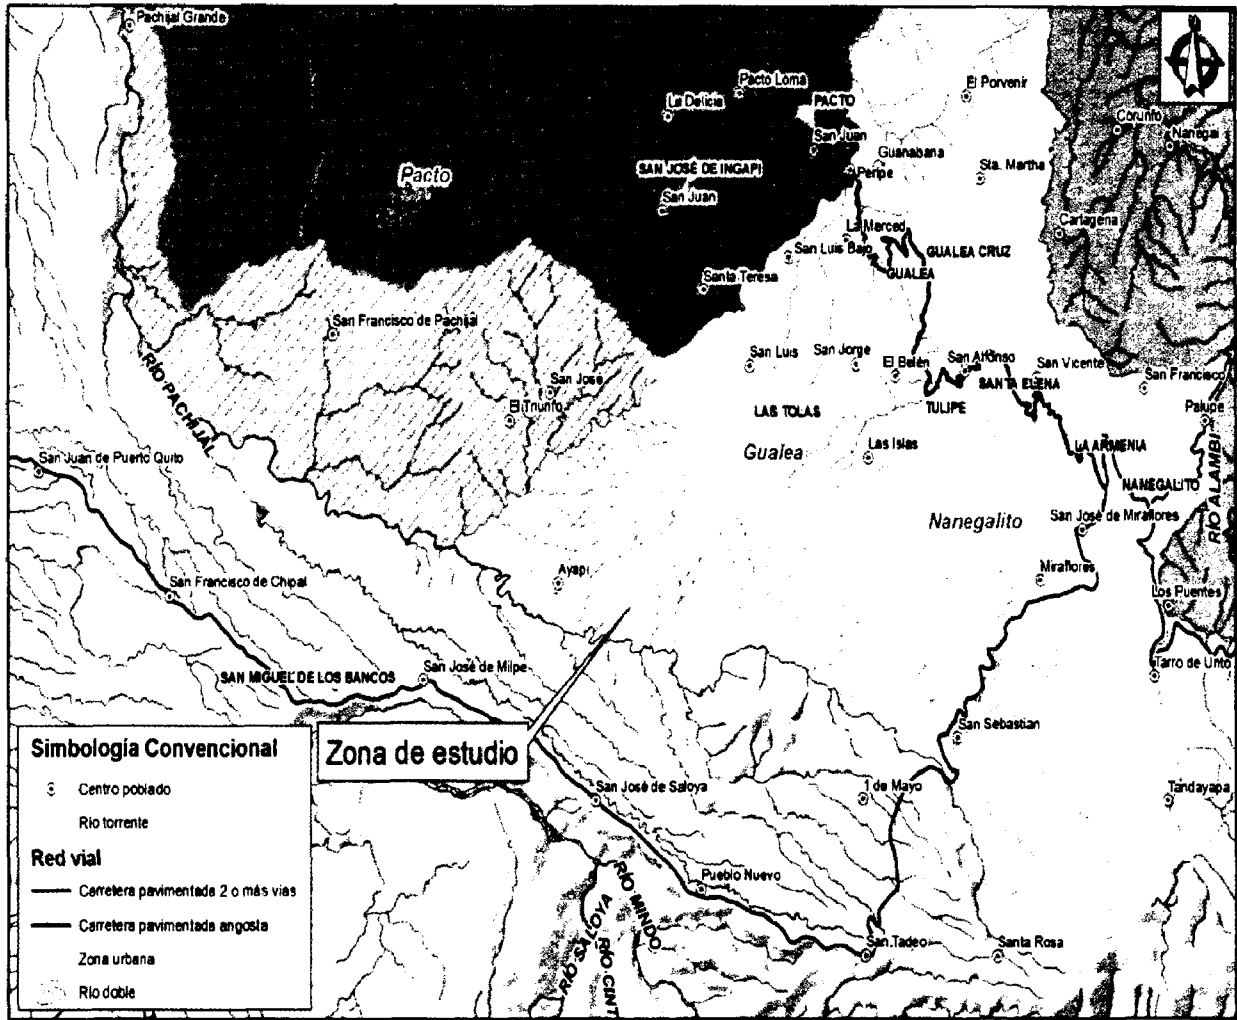 Pachijal Grande
El Porvenir
Pacto Loma
La Delicia
PACTO
Corunfo
San Juan
Nanegal
Guanabana
Pacto
SAN JOSÉ DE INGAPI
Peripe
Sta. Martha
San Juan
La Merced
Cartagena
San Luis Bajo
GUALEA CRUZ
Santa Teresa
GUALEA
San Francisco de Pachijal
San Luis
San Jorge
El Belén
San Alfonso
San Vicente
RÍO PACHIJAL
San José
SANTA ELENA
San Francisco
El Triunfo
LAS TOLAS
TULIPE
Palupe
Gualea
Las Islas
LA ARMENIA
San Juan de Puerto Quito
NANEGALITO
RÍO ALAMBI
Nanegalito
San José de Miraflores
Ayapi
Miraflores
San Francisco de Chipal
Los Puentes
SAN MIGUEL DE LOS BANCOS
San José de Milpe
Tarro de Unto
San Sebastian
Zona de estudio
San José de Saloya
1 de Mayo
Tandayapa
Pueblo Nuevo
RÍO MINDO
RÍO SALOYA
RÍO CINT
San Tadeo
Santa Rosa
Simbología Convencional
Centro poblado
Río torrente
Red vial
Carretera pavimentada 2 o más vías
Carretera pavimentada angosta
Zona urbana
Río doble